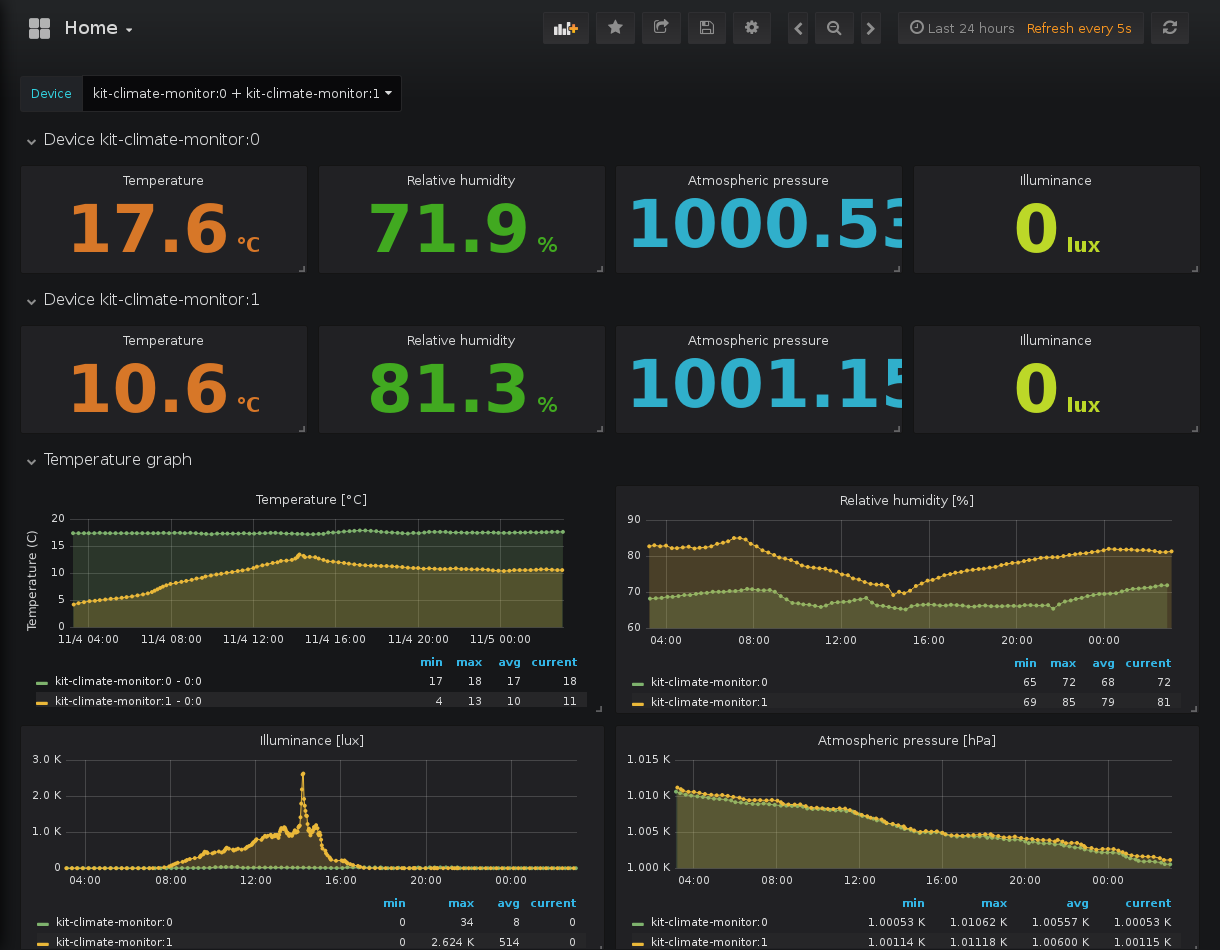 Home
Last 24 hours Refresh every 5s
Device kit-climate-monitor:0 + kit-climate-monitor:1
Device kit-climate-monitor:0
Temperature Relative humidity Atmospheric pressure Illuminance
17.6 °C 71.9 % 1000.53 0 lux
Device kit-climate-monitor:1
Temperature Relative humidity Atmospheric pressure Illuminance
10.6 °C 81.3 % 1001.15 0 lux
Temperature graph
Temperature [°C]
Temperature (C)
20
15
10
5
0
11/4 04:00 11/4 08:00 11/4 12:00 11/4 16:00 11/4 20:00 11/5 00:00
min max avg current
kit-climate-monitor:0 - 0:0 17 18 17 18
kit-climate-monitor:1 - 0:0 4 13 10 11
Relative humidity [%]
90
80
70
60
04:00 08:00 12:00 16:00 20:00 00:00
min max avg current
kit-climate-monitor:0 65 72 68 72
kit-climate-monitor:1 69 85 79 81
Illuminance [lux]
3.0 K
2.0 K
1.0 K
0
04:00 08:00 12:00 16:00 20:00 00:00
min max avg current
kit-climate-monitor:0 0 34 8 0
kit-climate-monitor:1 0 2.624 K 514 0
Atmospheric pressure [hPa]
1.015 K
1.010 K
1.005 K
1.000 K
04:00 08:00 12:00 16:00 20:00 00:00
min max avg current
kit-climate-monitor:0 1.00053 K 1.01062 K 1.00557 K 1.00053 K
kit-climate-monitor:1 1.00114 K 1.01118 K 1.00600 K 1.00115 K